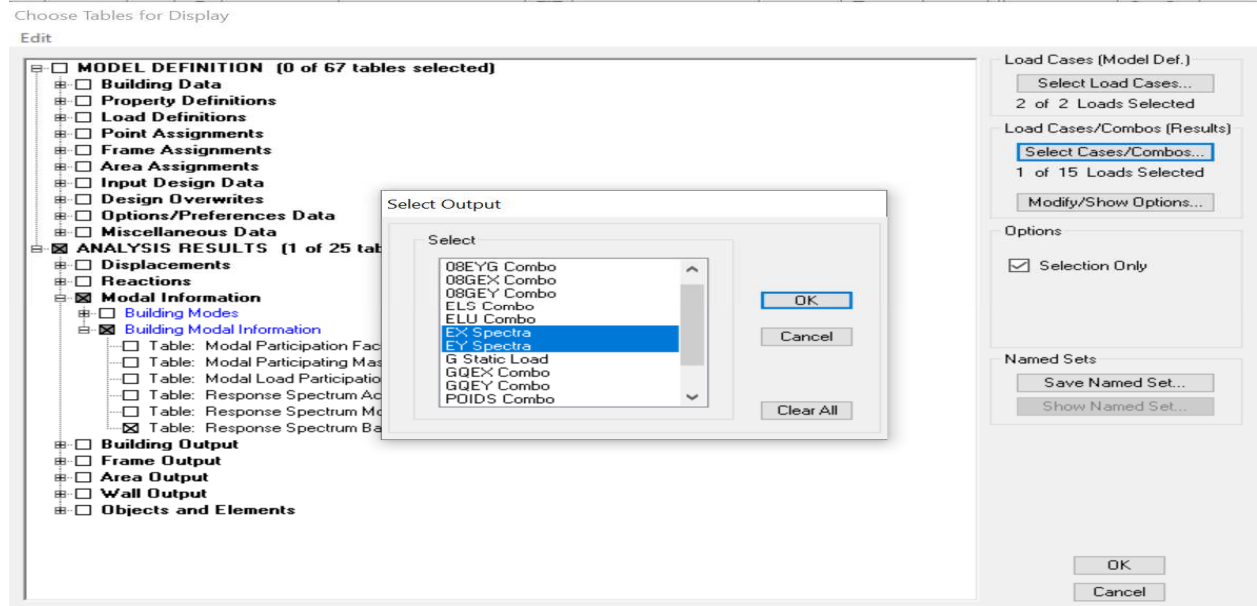 Choose Tables for Display
Edit
MODEL DEFINITION (0 of 67 tables selected)
Building Data
Property Definitions
Load Definitions
Point Assignments
Frame Assignments
Area Assignments
Input Design Data
Design Overwrites
Options/Preferences Data
Miscellaneous Data
ANALYSIS RESULTS (1 of 25 tab
Displacements
Reactions
Modal Information
Building Modes
Building Modal Information
Table: Modal Participation Fac
Table: Modal Participating Mas
Table: Modal Load Participatio
Table: Response Spectrum Ac
Table: Response Spectrum Mo
Table: Response Spectrum Ba
Building Output
Frame Output
Area Output
Wall Output
Objects and Elements
Select Output
Select
08EYG Combo
08GEX Combo
08GEY Combo
ELS Combo
ELU Combo
EX Spectra
EY Spectra
G Static Load
GQEX Combo
GQEY Combo
POIDS Combo
OK
Cancel
Clear All
Load Cases (Model Def.)
Select Load Cases...
2 of 2 Loads Selected
Load Cases/Combos (Results)
Select Cases/Combos...
1 of 15 Loads Selected
Modify/Show Options...
Options
Selection Only
Named Sets
Save Named Set...
Show Named Set...
OK
Cancel